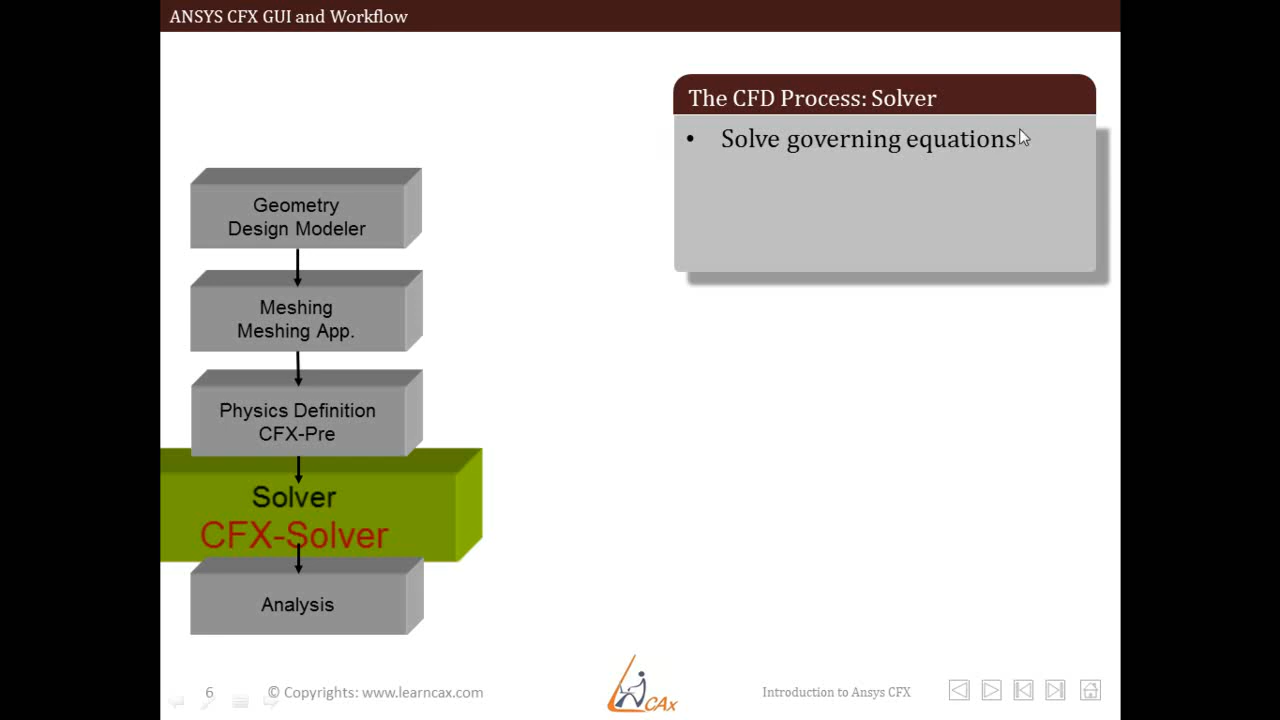 ANSYS CFX GUI and Workflow
The CFD Process: Solver
• Solve governing equations
Geometry
Design Modeler
Meshing
Meshing App.
Physics Definition
CFX-Pre
Solver
CFX-Solver
Analysis
6
© Copyrights: www.learncax.com
CAx
Introduction to Ansys CFX